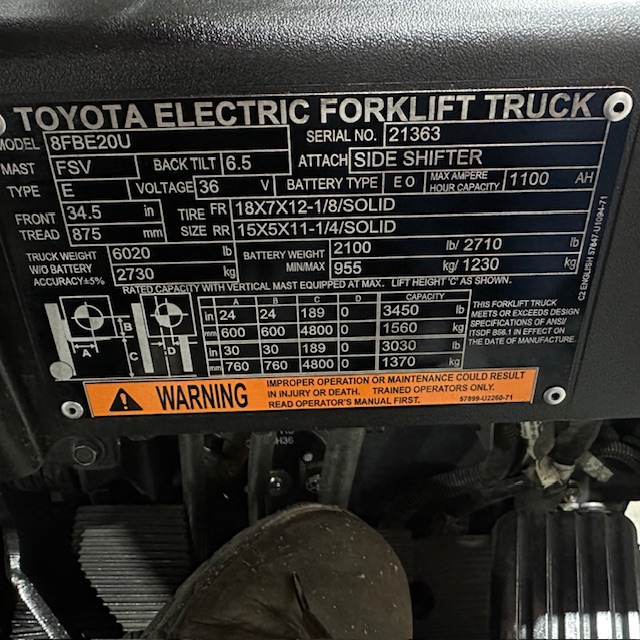 TOYOTA ELECTRIC FORKLIFT TRUCK
MODEL 8FBE20U SERIAL NO. 21363
MAST FSV BACK TILT 6.5 ATTACH SIDE SHIFTER
TYPE E VOLTAGE 36 V BATTERY TYPE E O MAX AMPERE HOUR CAPACITY 1100 AH
FRONT TREAD 34.5 in TIRE SIZE FR 18X7X12-1/8/SOLID
875 mm RR 15X5X11-1/4/SOLID
TRUCK WEIGHT W/O BATTERY ACCURACY±5% 6020 lb BATTERY WEIGHT MIN/MAX 2100 lb/ 2710
2730 kg 955 kg/ 1230
RATED CAPACITY WITH VERTICAL MAST EQUIPPED AT MAX. LIFT HEIGHT 'C' AS SHOWN.
A B C D CAPACITY
in 24 24 189 0 3450 lb
mm 600 600 4800 0 1560 kg
in 30 30 189 0 3030 lb
mm 760 760 4800 0 1370 kg
B
A
C
D
THIS FORKLIFT TRUCK
MEETS OR EXCEEDS DESIGN
SPECIFICATIONS OF ANSI/
ITSDF B56.1 IN EFFECT ON
THE DATE OF MANUFACTURE.
C2 ENGLISH 57847-U1094-71
WARNING
IMPROPER OPERATION OR MAINTENANCE COULD RESULT
IN INJURY OR DEATH. TRAINED OPERATORS ONLY.
READ OPERATOR'S MANUAL FIRST. 57899-U2260-71
H36